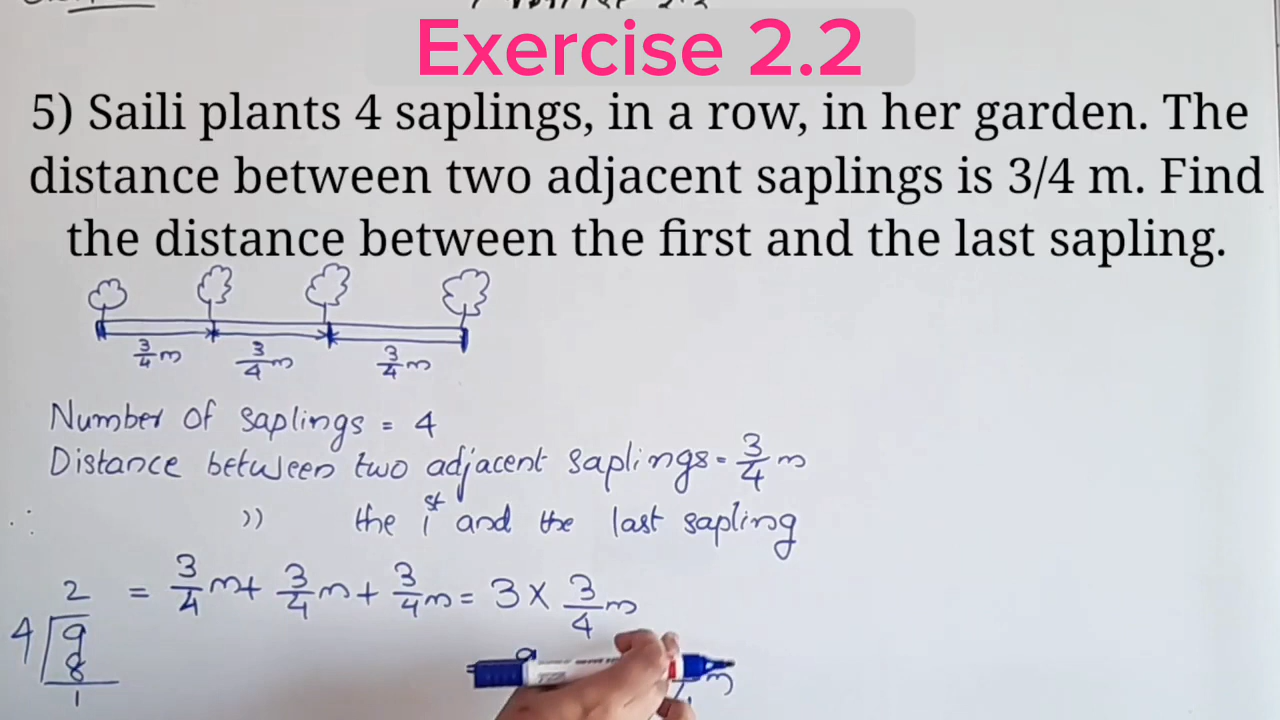 Exercise 2.2
5) Saili plants 4 saplings, in a row, in her garden. The
distance between two adjacent saplings is 3/4 m. Find
the distance between the first and the last sapling.
3/4 m 3/4 m 3/4 m
Number of saplings = 4
Distance between two adjacent saplings = 3/4 m
∴ 〃 the 1st and the last sapling
= 3/4 m + 3/4 m + 3/4 m = 3 × 3/4 m
2
4 9
8
1
= 9 m